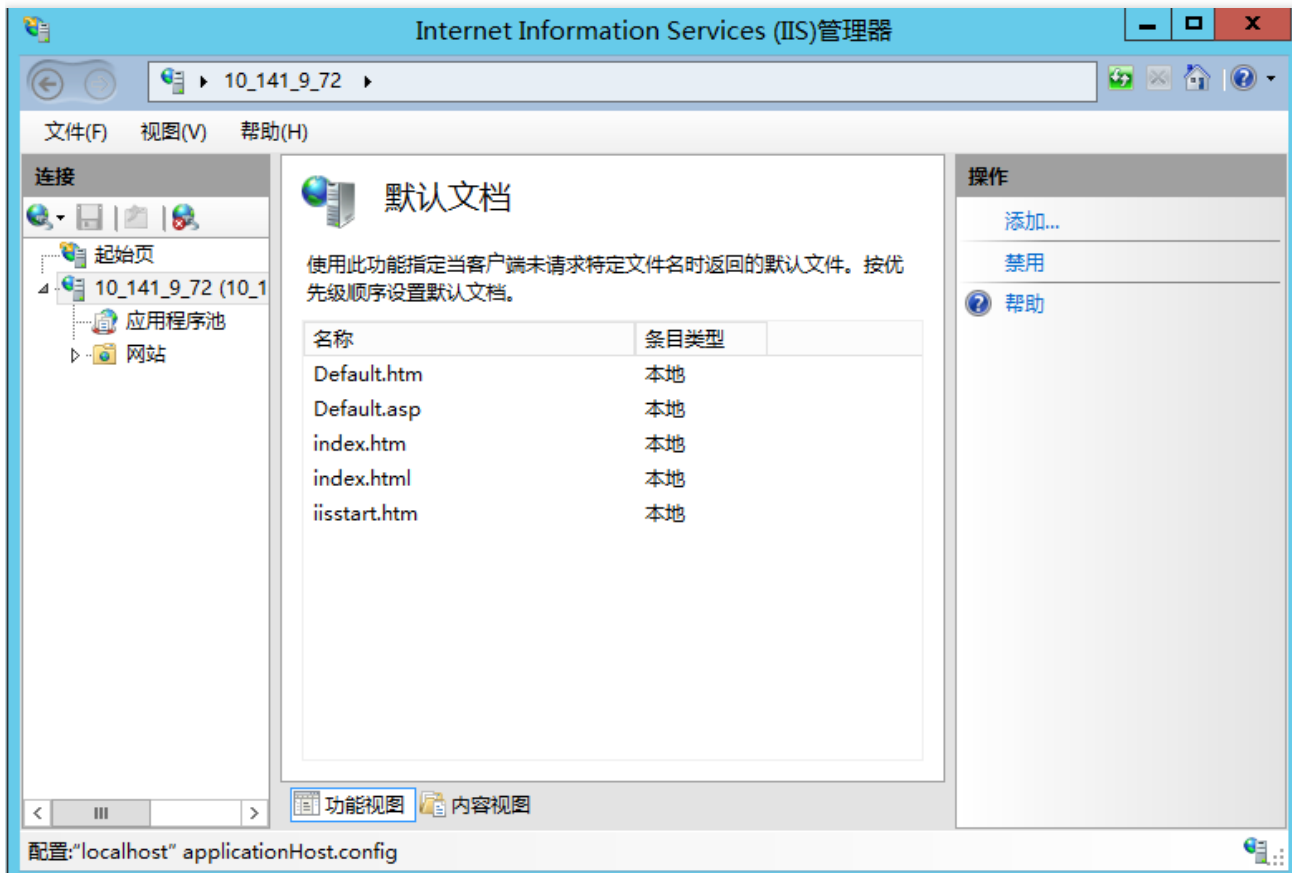 Internet Information Services (IIS)管理器
10_141_9_72
文件(F) 视图(V) 帮助(H)
连接
起始页
10_141_9_72 (10_1
应用程序池
网站
默认文档
使用此功能指定当客户端未请求特定文件名时返回的默认文件。按优
先级顺序设置默认文档。
名称 条目类型
Default.htm 本地
Default.asp 本地
index.htm 本地
index.html 本地
iisstart.htm 本地
功能视图 内容视图
操作
添加...
禁用
帮助
配置:“localhost” applicationHost.config